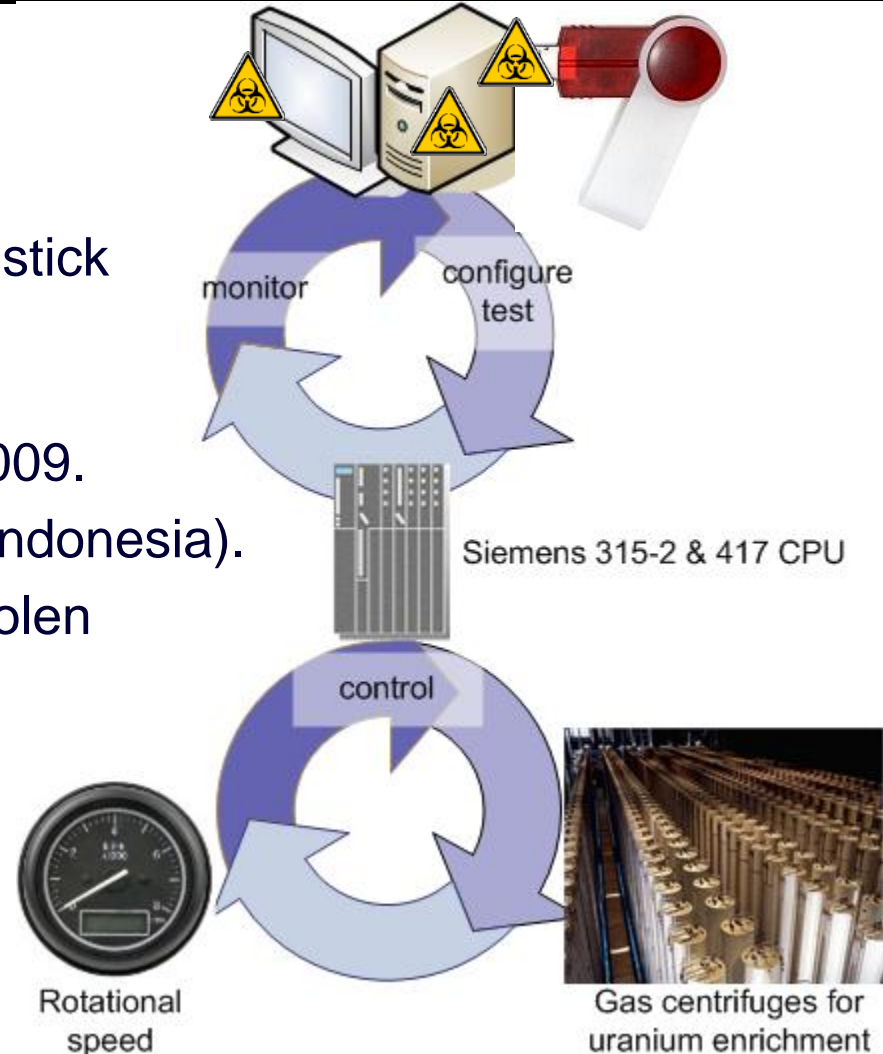 stick
monitor
configure
test
009.
ndonesia).
Siemens 315-2 & 417 CPU
olen
control
Rotational
speed
Gas centrifuges for
uranium enrichment